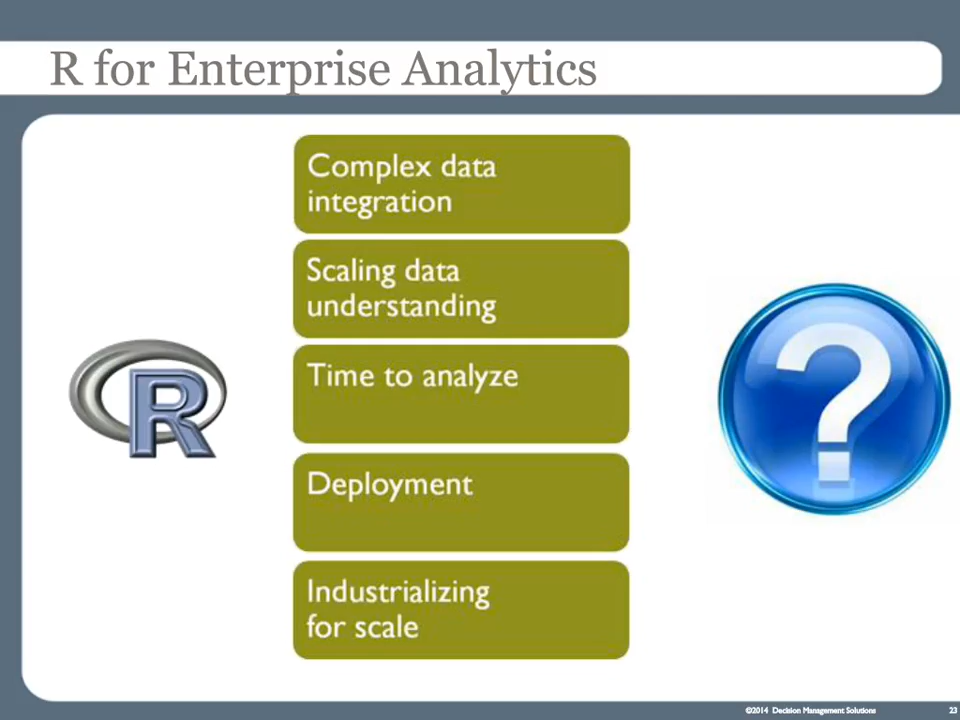 R for Enterprise Analytics
Complex data
integration
Scaling data
understanding
Time to analyze
Deployment
Industrializing
for scale
R
?
©2014 Decision Management Solutions
23